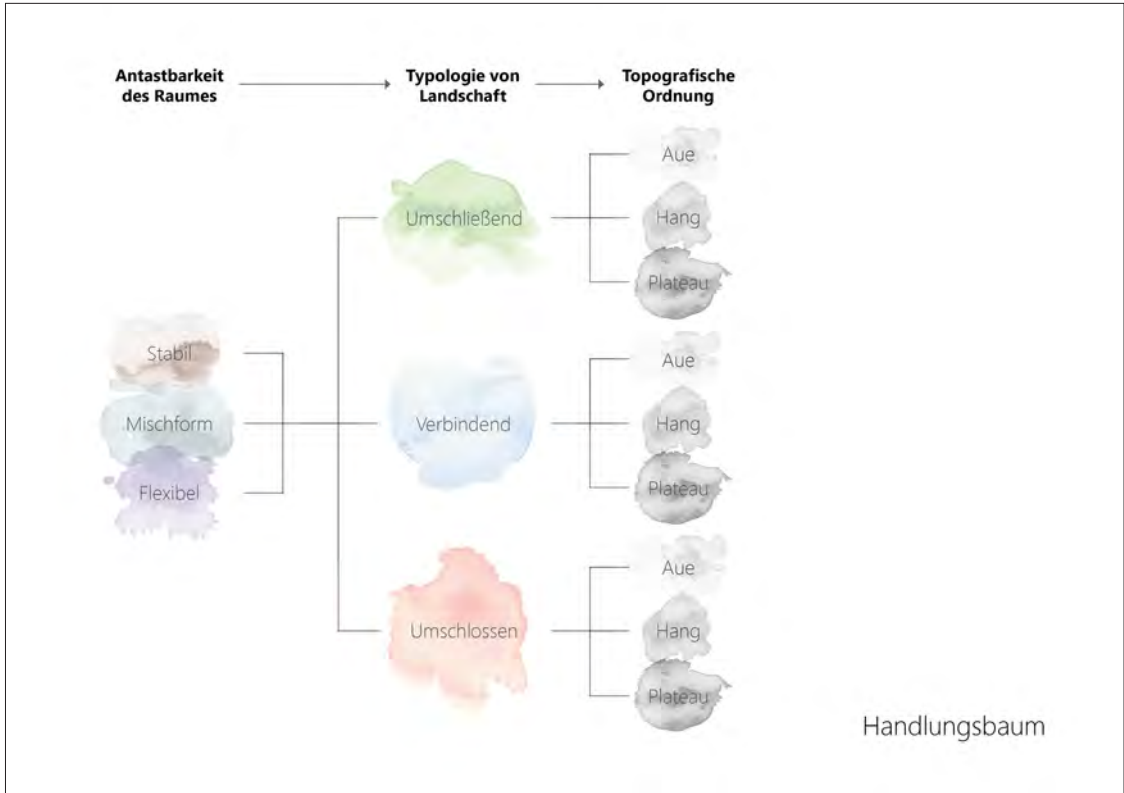 Antastbarkeit
des Raumes
Typologie von
Landschaft
Topografische
Ordnung
Stabil
Mischform
Flexibel
Umschließend
Aue
Hang
Plateau
Verbindend
Aue
Hang
Plateau
Umschlossen
Aue
Hang
Plateau
Handlungsbaum